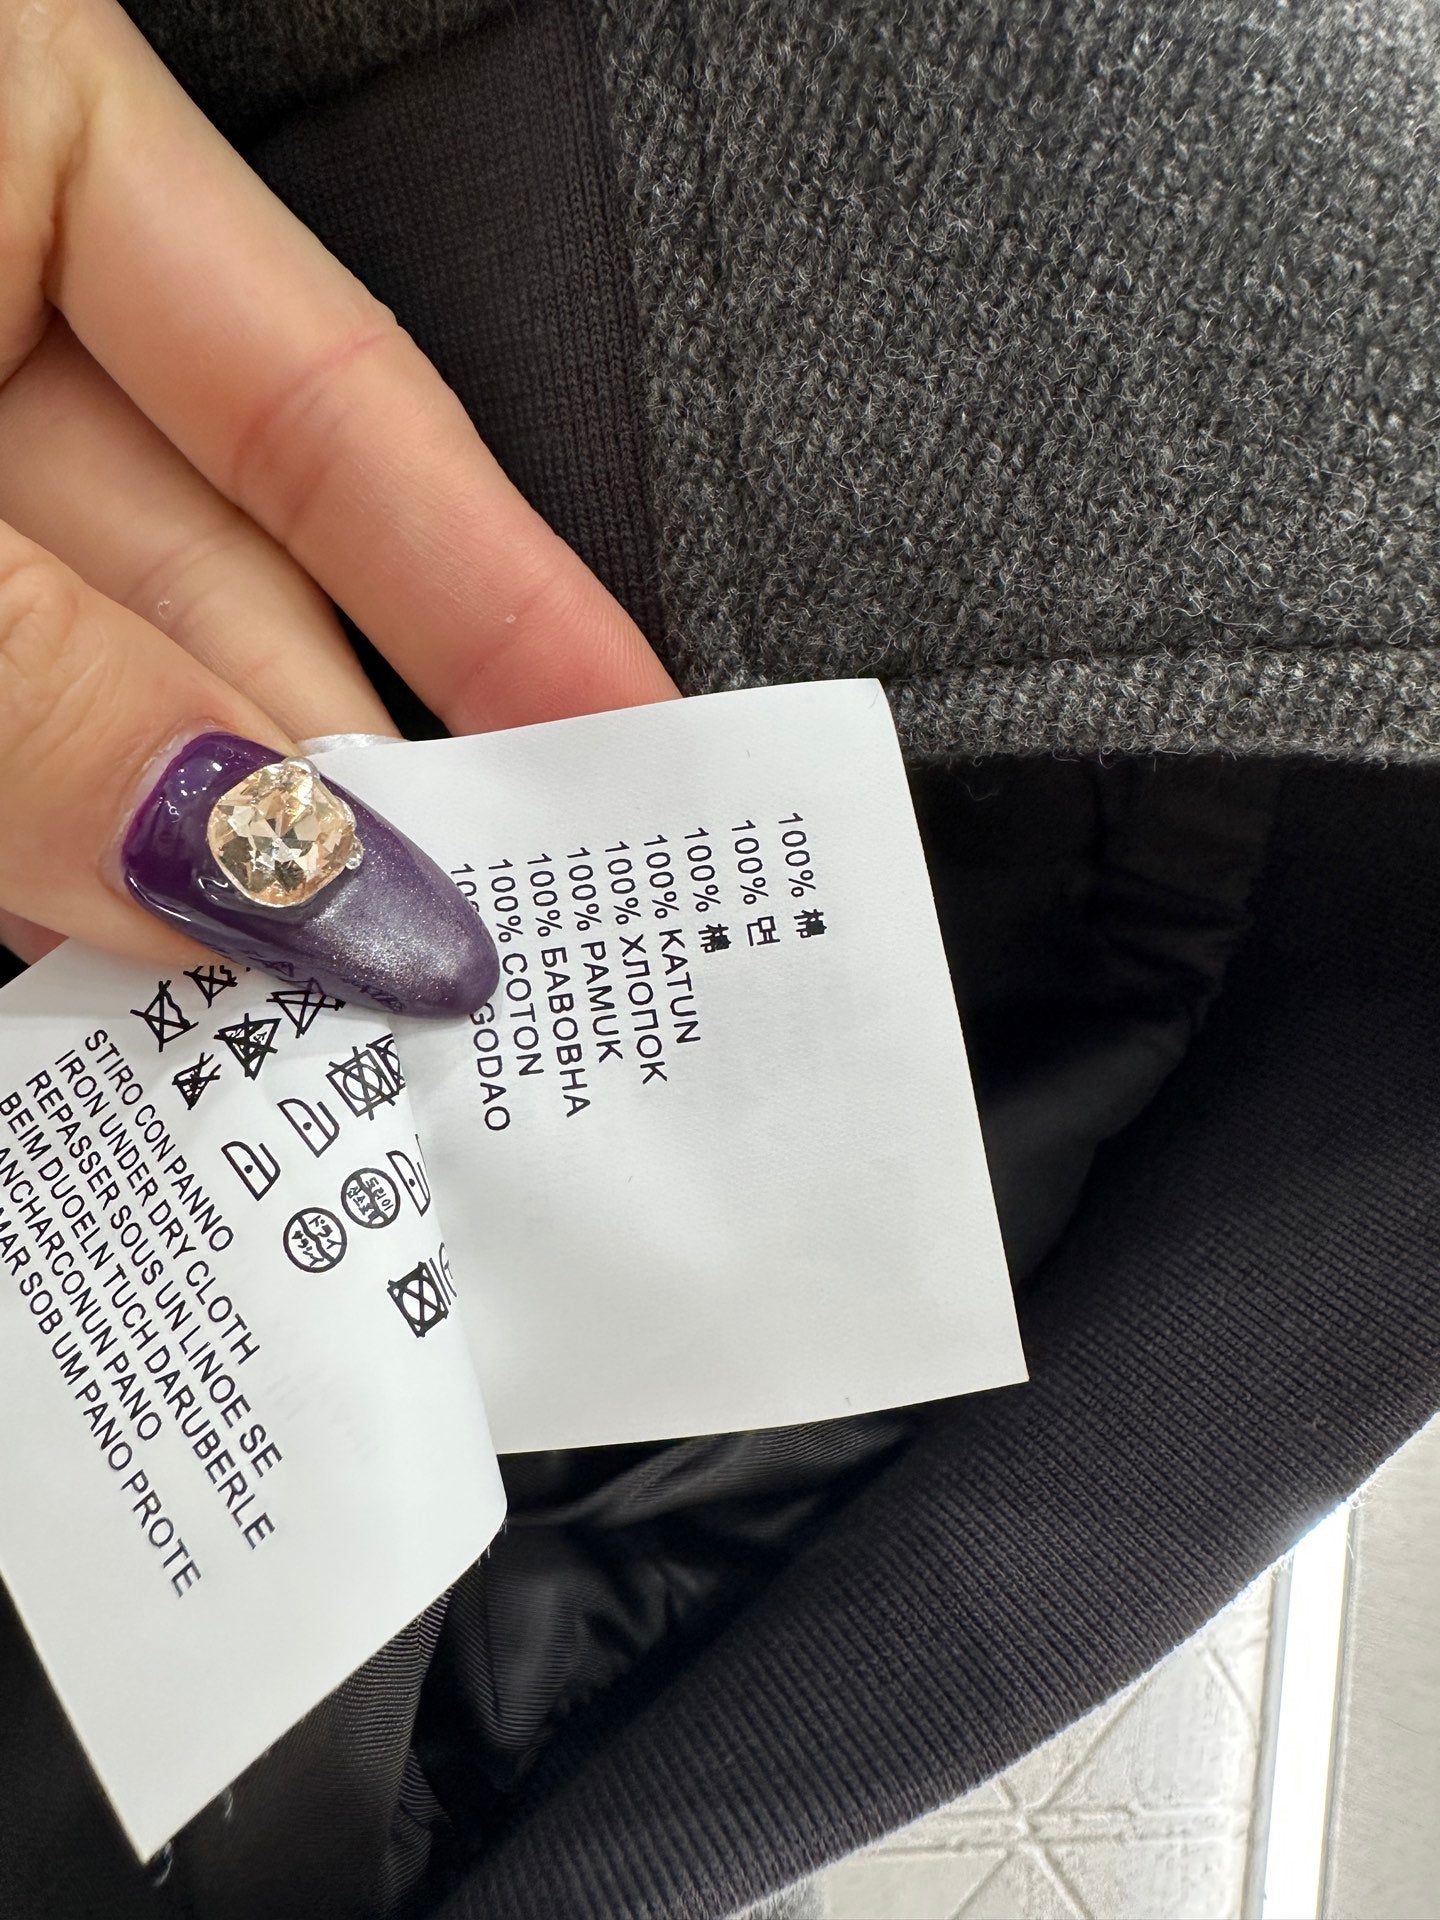 100% 棉
100% 면
100% 棉
100% KATUN
100% ХЛОПОК
100% PAMUK
100% БАВОВНА
100% COTON
GODAO
STIRO CON PANNO
IRON UNDER DRY CLOTH
REPASSER SOUS UN LINOE SE
BEIM DUOELN TUCH DARUBERLE
ANCHARCONUN PANO
MAR SOB UM PANO PROTE